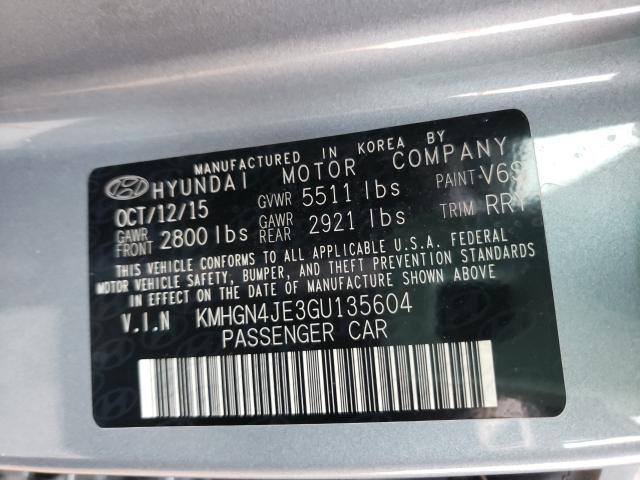 MANUFACTURED IN KOREA BY
HYUNDAI MOTOR COMPANY
OCT/12/15 GVWR 5511 lbs PAINT V6S
GAWR FRONT 2800 lbs GAWR REAR 2921 lbs TRIM RRY
THIS VEHICLE CONFORMS TO ALL APPLICABLE U.S.A. FEDERAL
MOTOR VEHICLE SAFETY, BUMPER, AND THEFT PREVENTION STANDARDS
IN EFFECT ON THE DATE OF MANUFACTURE SHOWN ABOVE
V.I.N KMHGN4JE3GU135604
PASSENGER CAR